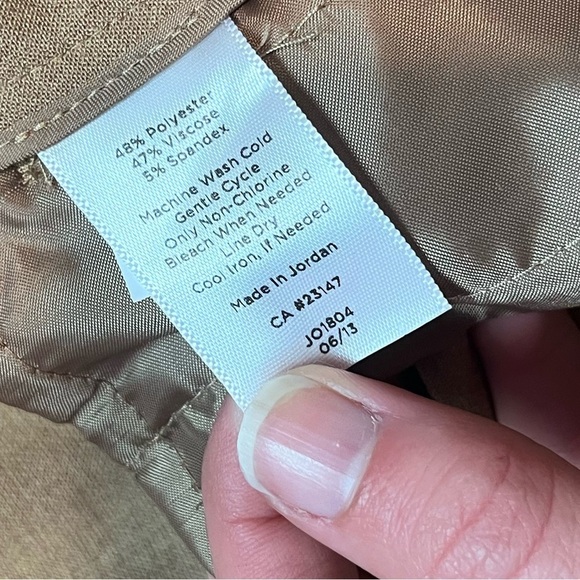 48% Polyester
47% Viscose
5% Spandex
Machine Wash Cold
Gentle Cycle
Only Non-Chlorine
Bleach When Needed
Line Dry
Cool Iron, If Needed
Made In Jordan
CA #23147
JO1804
06/13